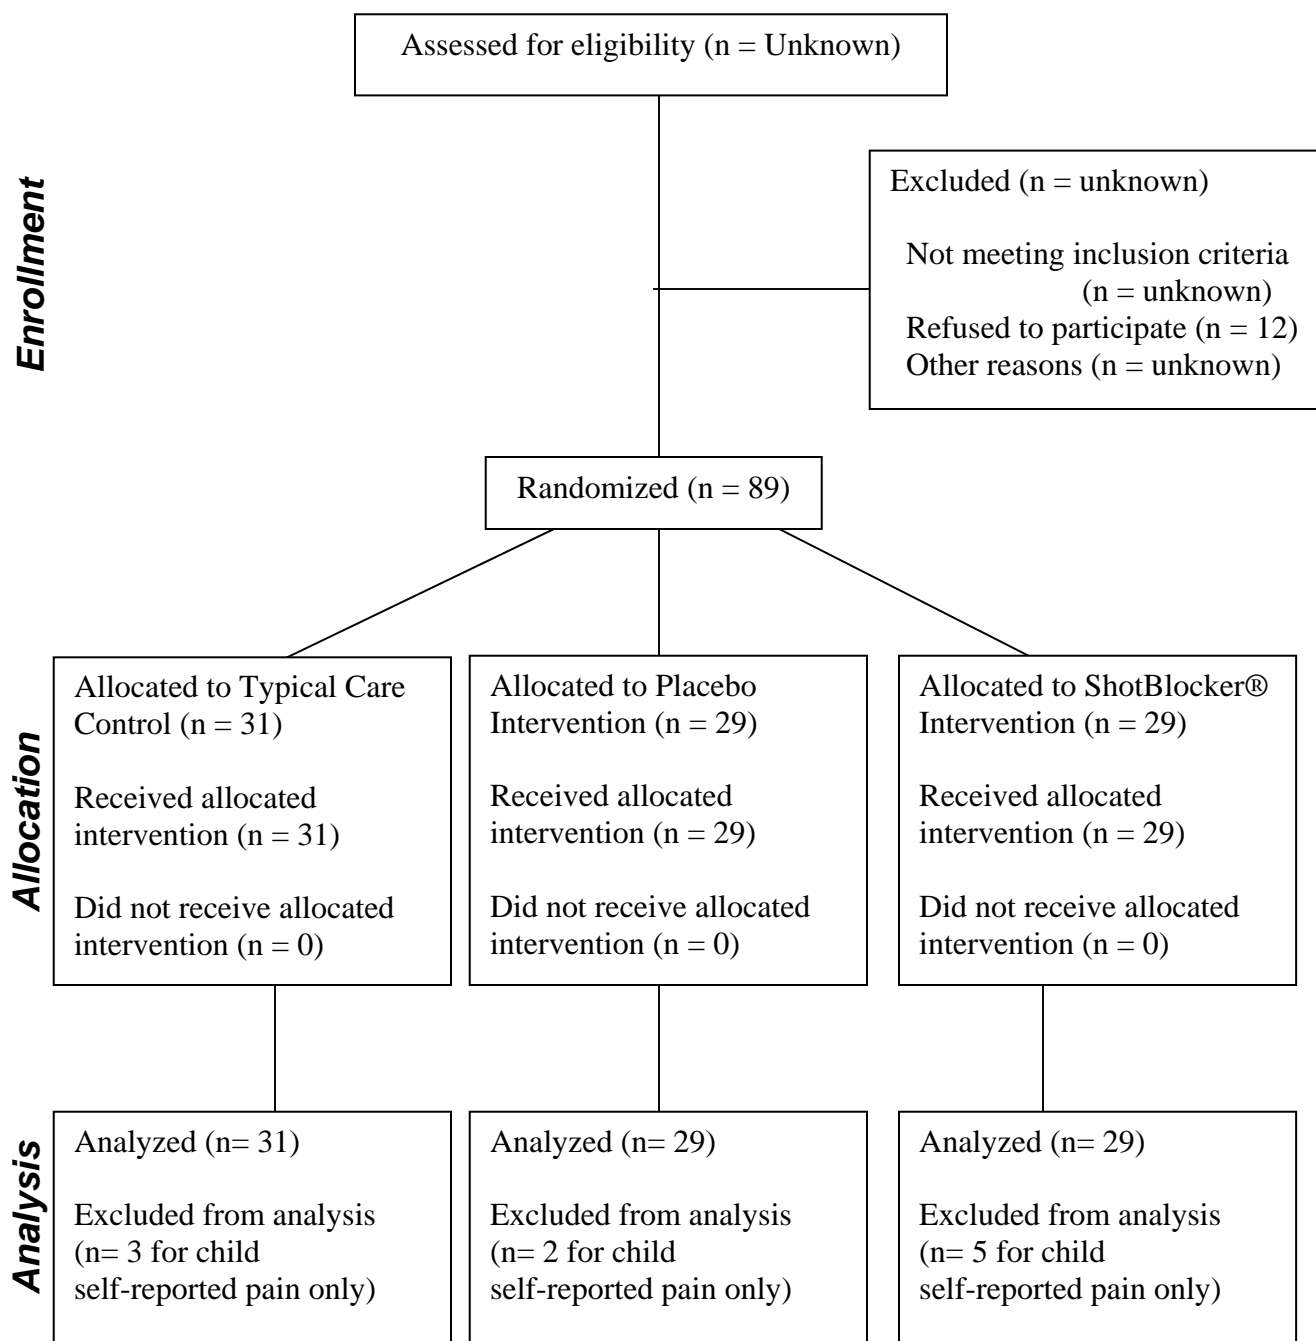 Assessed for eligibility (n = Unknown)
Enrollment
Excluded (n = unknown)
Not meeting inclusion criteria
(n = unknown)
Refused to participate (n = 12)
Other reasons (n = unknown)
Randomized (n = 89)
Allocation
Allocated to Typical Care
Control (n = 31)
Received allocated
intervention (n = 31)
Did not receive allocated
intervention (n = 0)
Allocated to Placebo
Intervention (n = 29)
Received allocated
intervention (n = 29)
Did not receive allocated
intervention (n = 0)
Allocated to ShotBlocker®
Intervention (n = 29)
Received allocated
intervention (n = 29)
Did not receive allocated
intervention (n = 0)
Analysis
Analyzed (n= 31)
Excluded from analysis
(n= 3 for child
self-reported pain only)
Analyzed (n= 29)
Excluded from analysis
(n= 2 for child
self-reported pain only)
Analyzed (n= 29)
Excluded from analysis
(n= 5 for child
self-reported pain only)